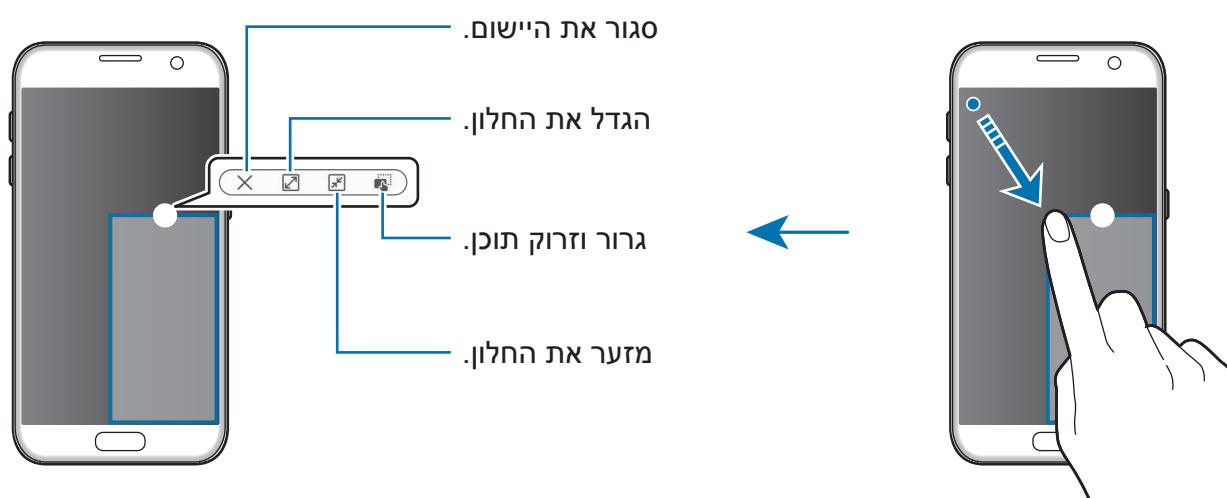 סגור את היישום.
הגדל את החלון.
גרור וזרוק תוכן.
מזער את החלון.